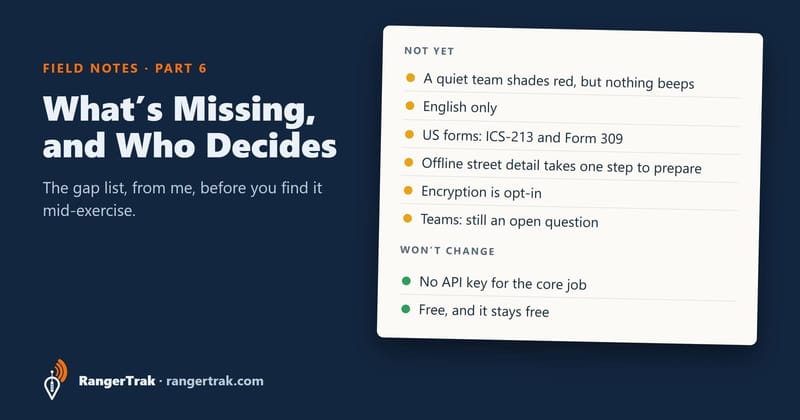 FIELD NOTES · PART 6
What's Missing,
and Who Decides
The gap list, from me, before you find it
mid-exercise.
NOT YET
A quiet team shades red, but nothing beeps
English only
US forms: ICS-213 and Form 309
Offline street detail takes one step to prepare
Encryption is opt-in
Teams: still an open question
WON'T CHANGE
No API key for the core job
Free, and it stays free
RangerTrak · rangertrak.com